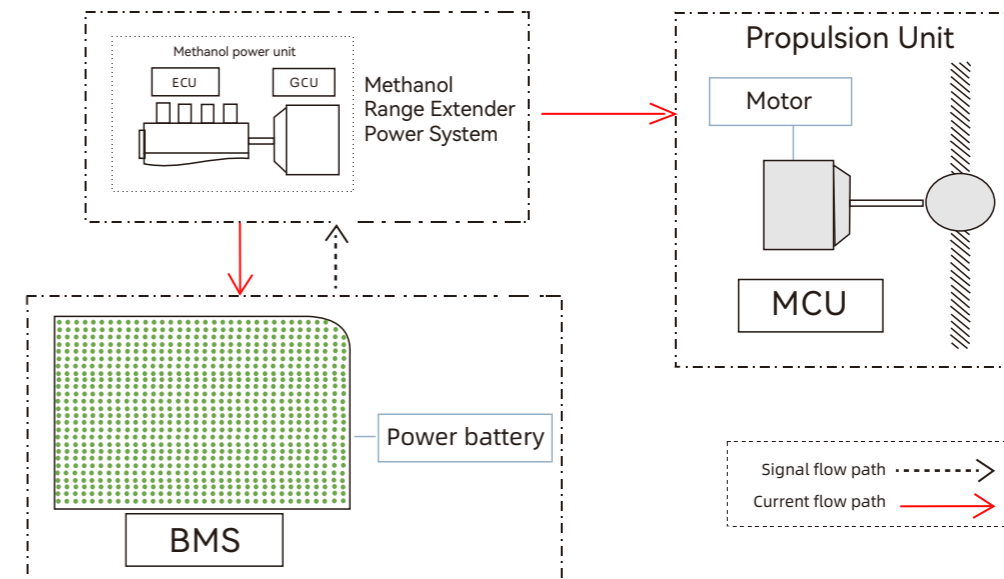 Methanol power unit
ECU
GCU
Methanol
Range Extender
Power System
Propulsion Unit
Motor
MCU
Power battery
BMS
Signal flow path
Current flow path